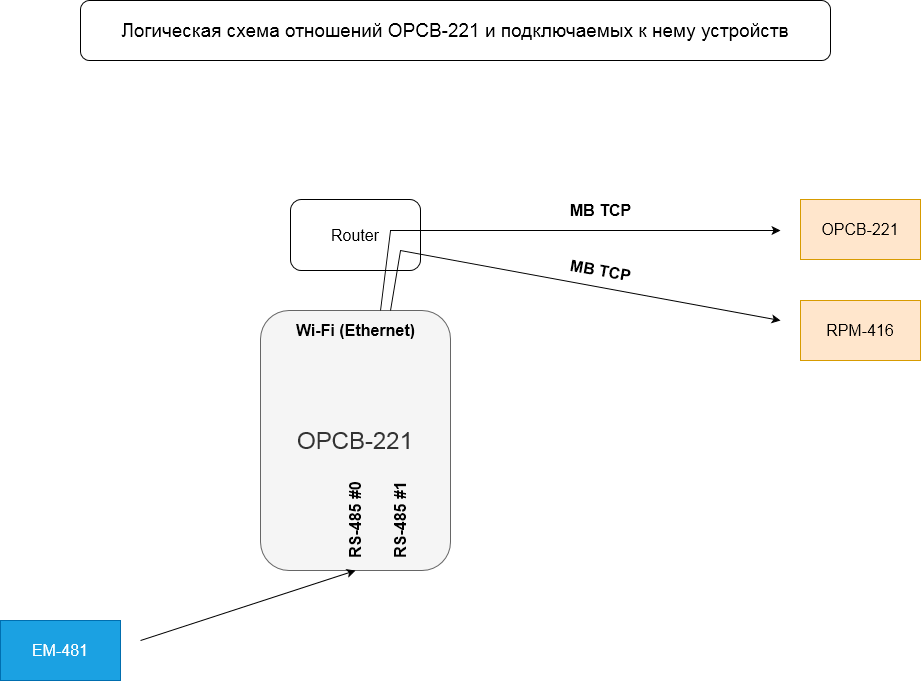 Логическая схема отношений OPCB-221 и подключаемых к нему устройств
MB TCP
OPCB-221
Router
MB TCP
RPM-416
Wi-Fi (Ethernet)
OPCB-221
RS-485 #0
RS-485 #1
EM-481